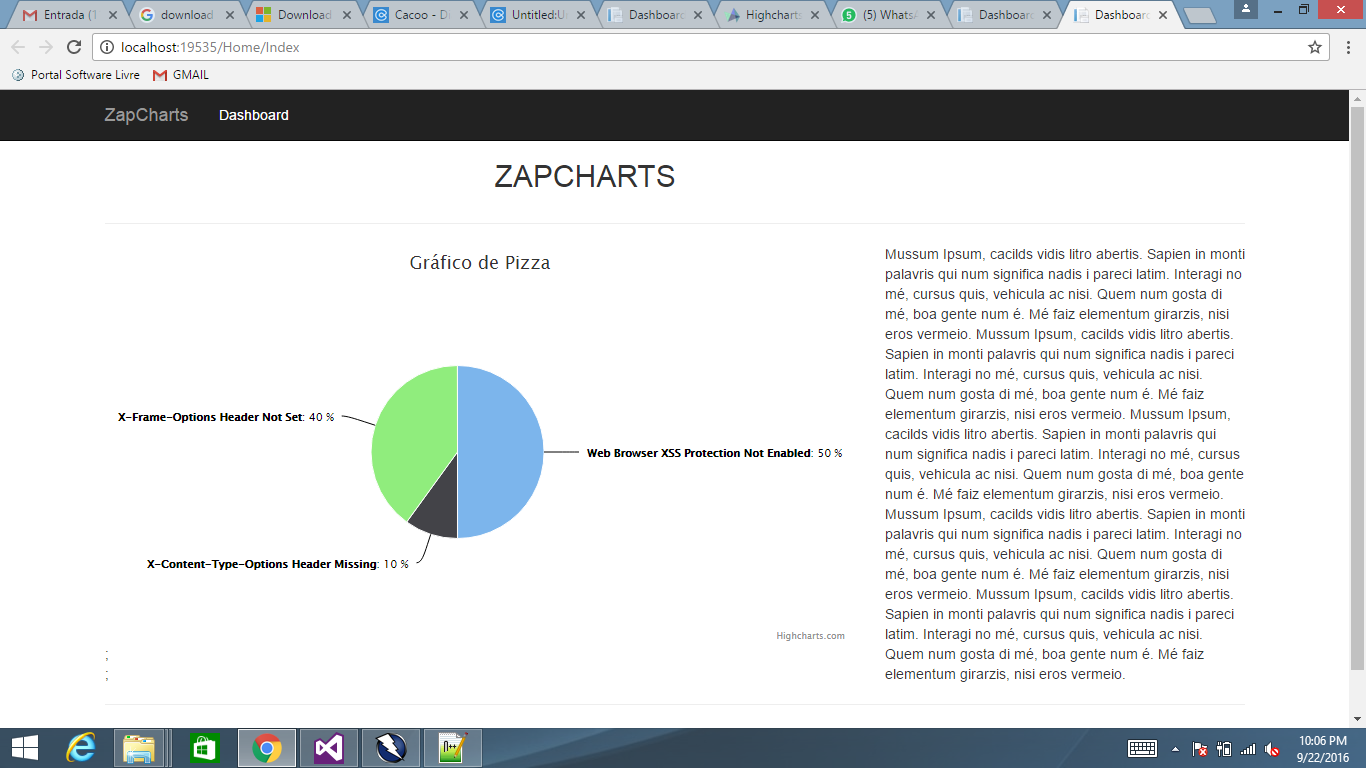 Entrada (1
download
Download
Cacoo - Di
Untitled:U
Dashboard
Highcharts
(5) WhatsA
Dashboard
Dashboard
localhost:19535/Home/Index
Portal Software Livre
GMAIL
ZapCharts
Dashboard
ZAPCHARTS
Gráfico de Pizza
X-Frame-Options Header Not Set: 40 %
Web Browser XSS Protection Not Enabled: 50 %
X-Content-Type-Options Header Missing: 10 %
Highcharts.com
;
;
Mussum Ipsum, cacilds vidis litro abertis. Sapien in monti
palavris qui num significa nadis i pareci latim. Interagi no
mé, cursus quis, vehicula ac nisi. Quem num gosta di
mé, boa gente num é. Mé faiz elementum girarzis, nisi
eros vermeio. Mussum Ipsum, cacilds vidis litro abertis.
Sapien in monti palavris qui num significa nadis i pareci
latim. Interagi no mé, cursus quis, vehicula ac nisi.
Quem num gosta di mé, boa gente num é. Mé faiz
elementum girarzis, nisi eros vermeio. Mussum Ipsum,
cacilds vidis litro abertis. Sapien in monti palavris qui
num significa nadis i pareci latim. Interagi no mé, cursus
quis, vehicula ac nisi. Quem num gosta di mé, boa gente
num é. Mé faiz elementum girarzis, nisi eros vermeio.
Mussum Ipsum, cacilds vidis litro abertis. Sapien in monti
palavris qui num significa nadis i pareci latim. Interagi no
mé, cursus quis, vehicula ac nisi. Quem num gosta di
mé, boa gente num é. Mé faiz elementum girarzis, nisi
eros vermeio. Mussum Ipsum, cacilds vidis litro abertis.
Sapien in monti palavris qui num significa nadis i pareci
latim. Interagi no mé, cursus quis, vehicula ac nisi.
Quem num gosta di mé, boa gente num é. Mé faiz
elementum girarzis, nisi eros vermeio.
10:06 PM
9/22/2016